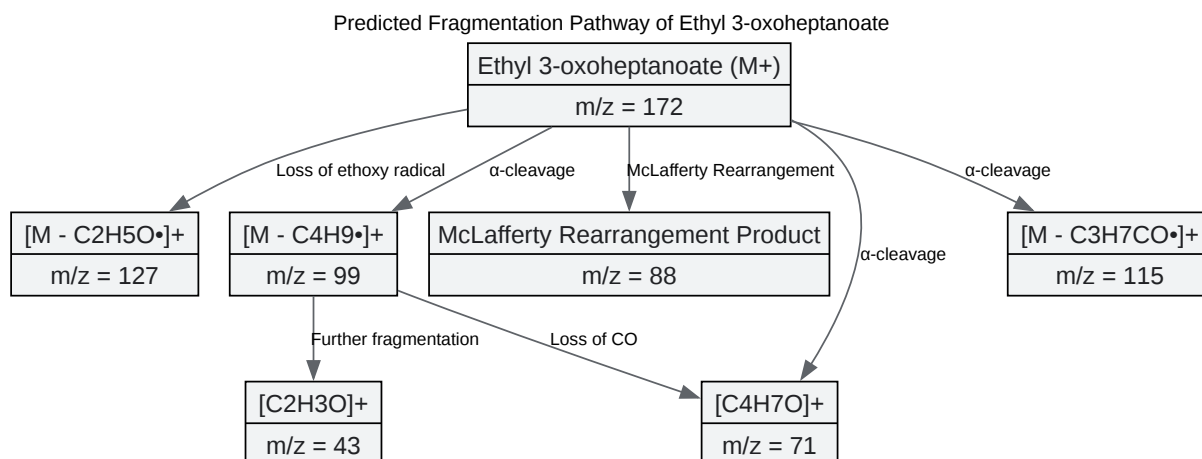 Predicted Fragmentation Pathway of Ethyl 3-oxoheptanoate
Ethyl 3-oxoheptanoate (M+)
m/z = 172
Loss of ethoxy radical
α-cleavage
McLafferty Rearrangement
α-cleavage
[M - C2H5O•]+
m/z = 127
[M - C4H9•]+
m/z = 99
McLafferty Rearrangement Product
m/z = 88
α-cleavage
[M - C3H7CO•]+
m/z = 115
Further fragmentation
Loss of CO
[C2H3O]+
m/z = 43
[C4H7O]+
m/z = 71